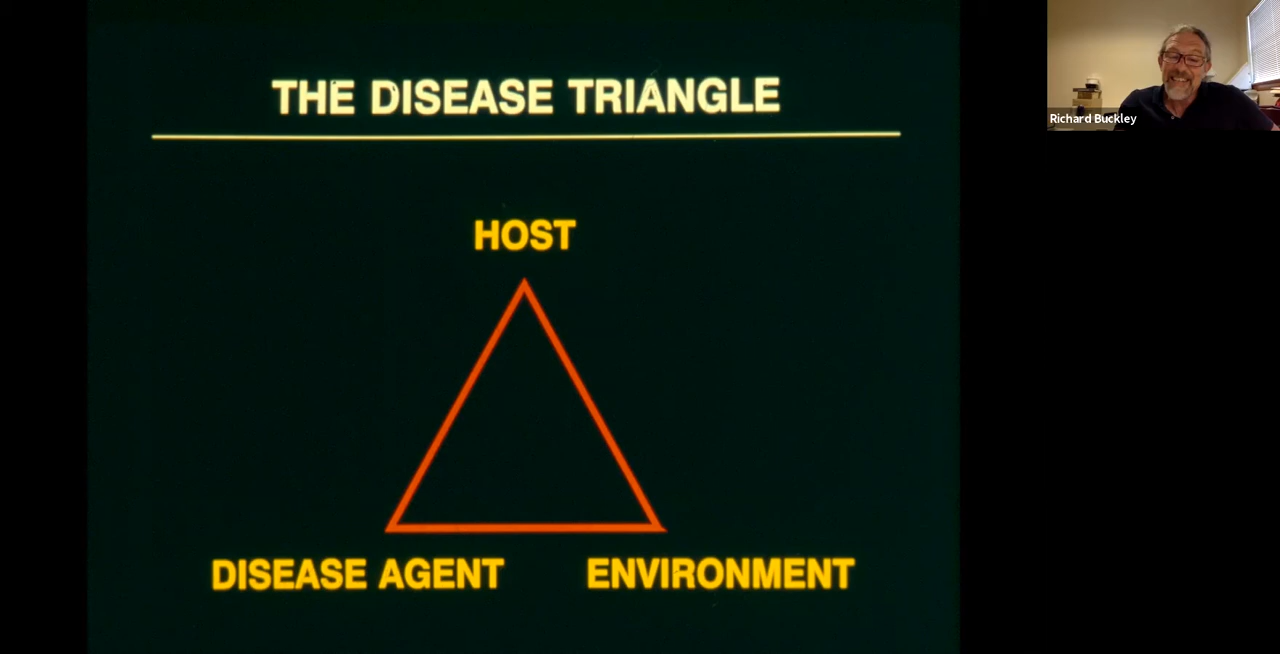 THE DISEASE TRIANGLE
HOST
DISEASE AGENT
ENVIRONMENT
Richard Buckley